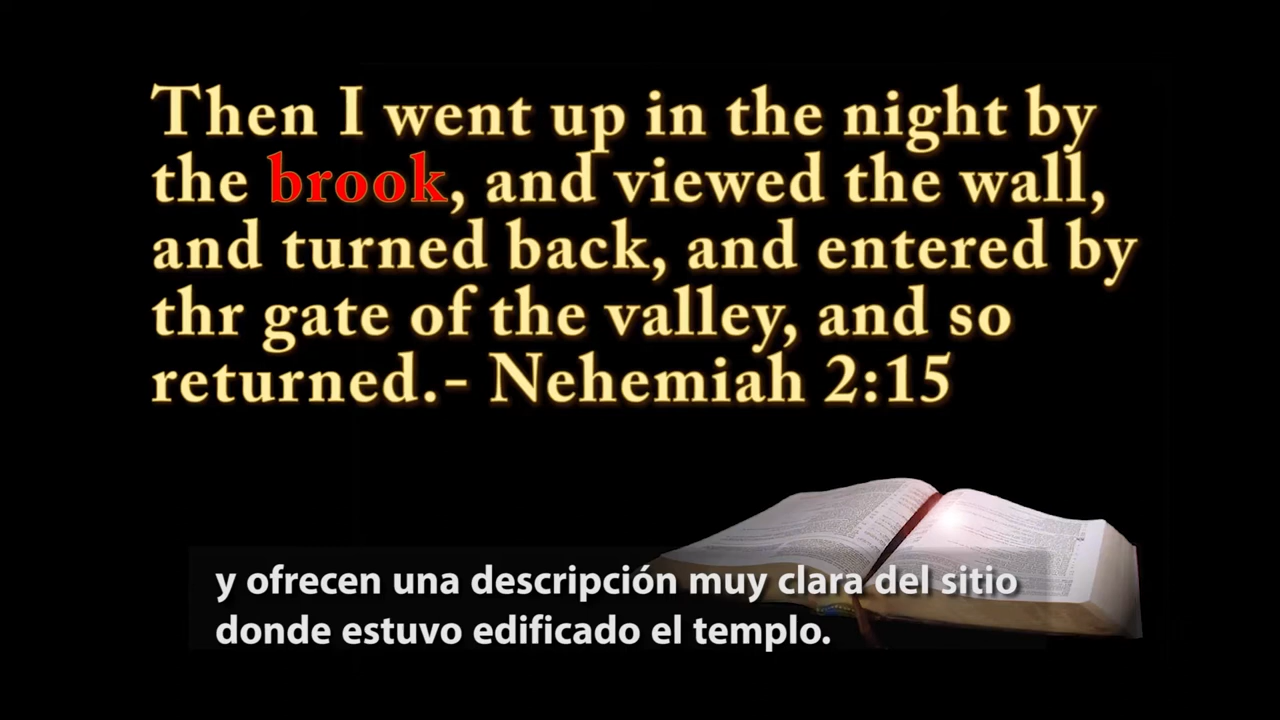 Then I went up in the night by
the brook, and viewed the wall,
and turned back, and entered by
thr gate of the valley, and so
returned.- Nehemiah 2:15
y ofrecen una descripción muy clara del sitio
donde estuvo edificado el templo.